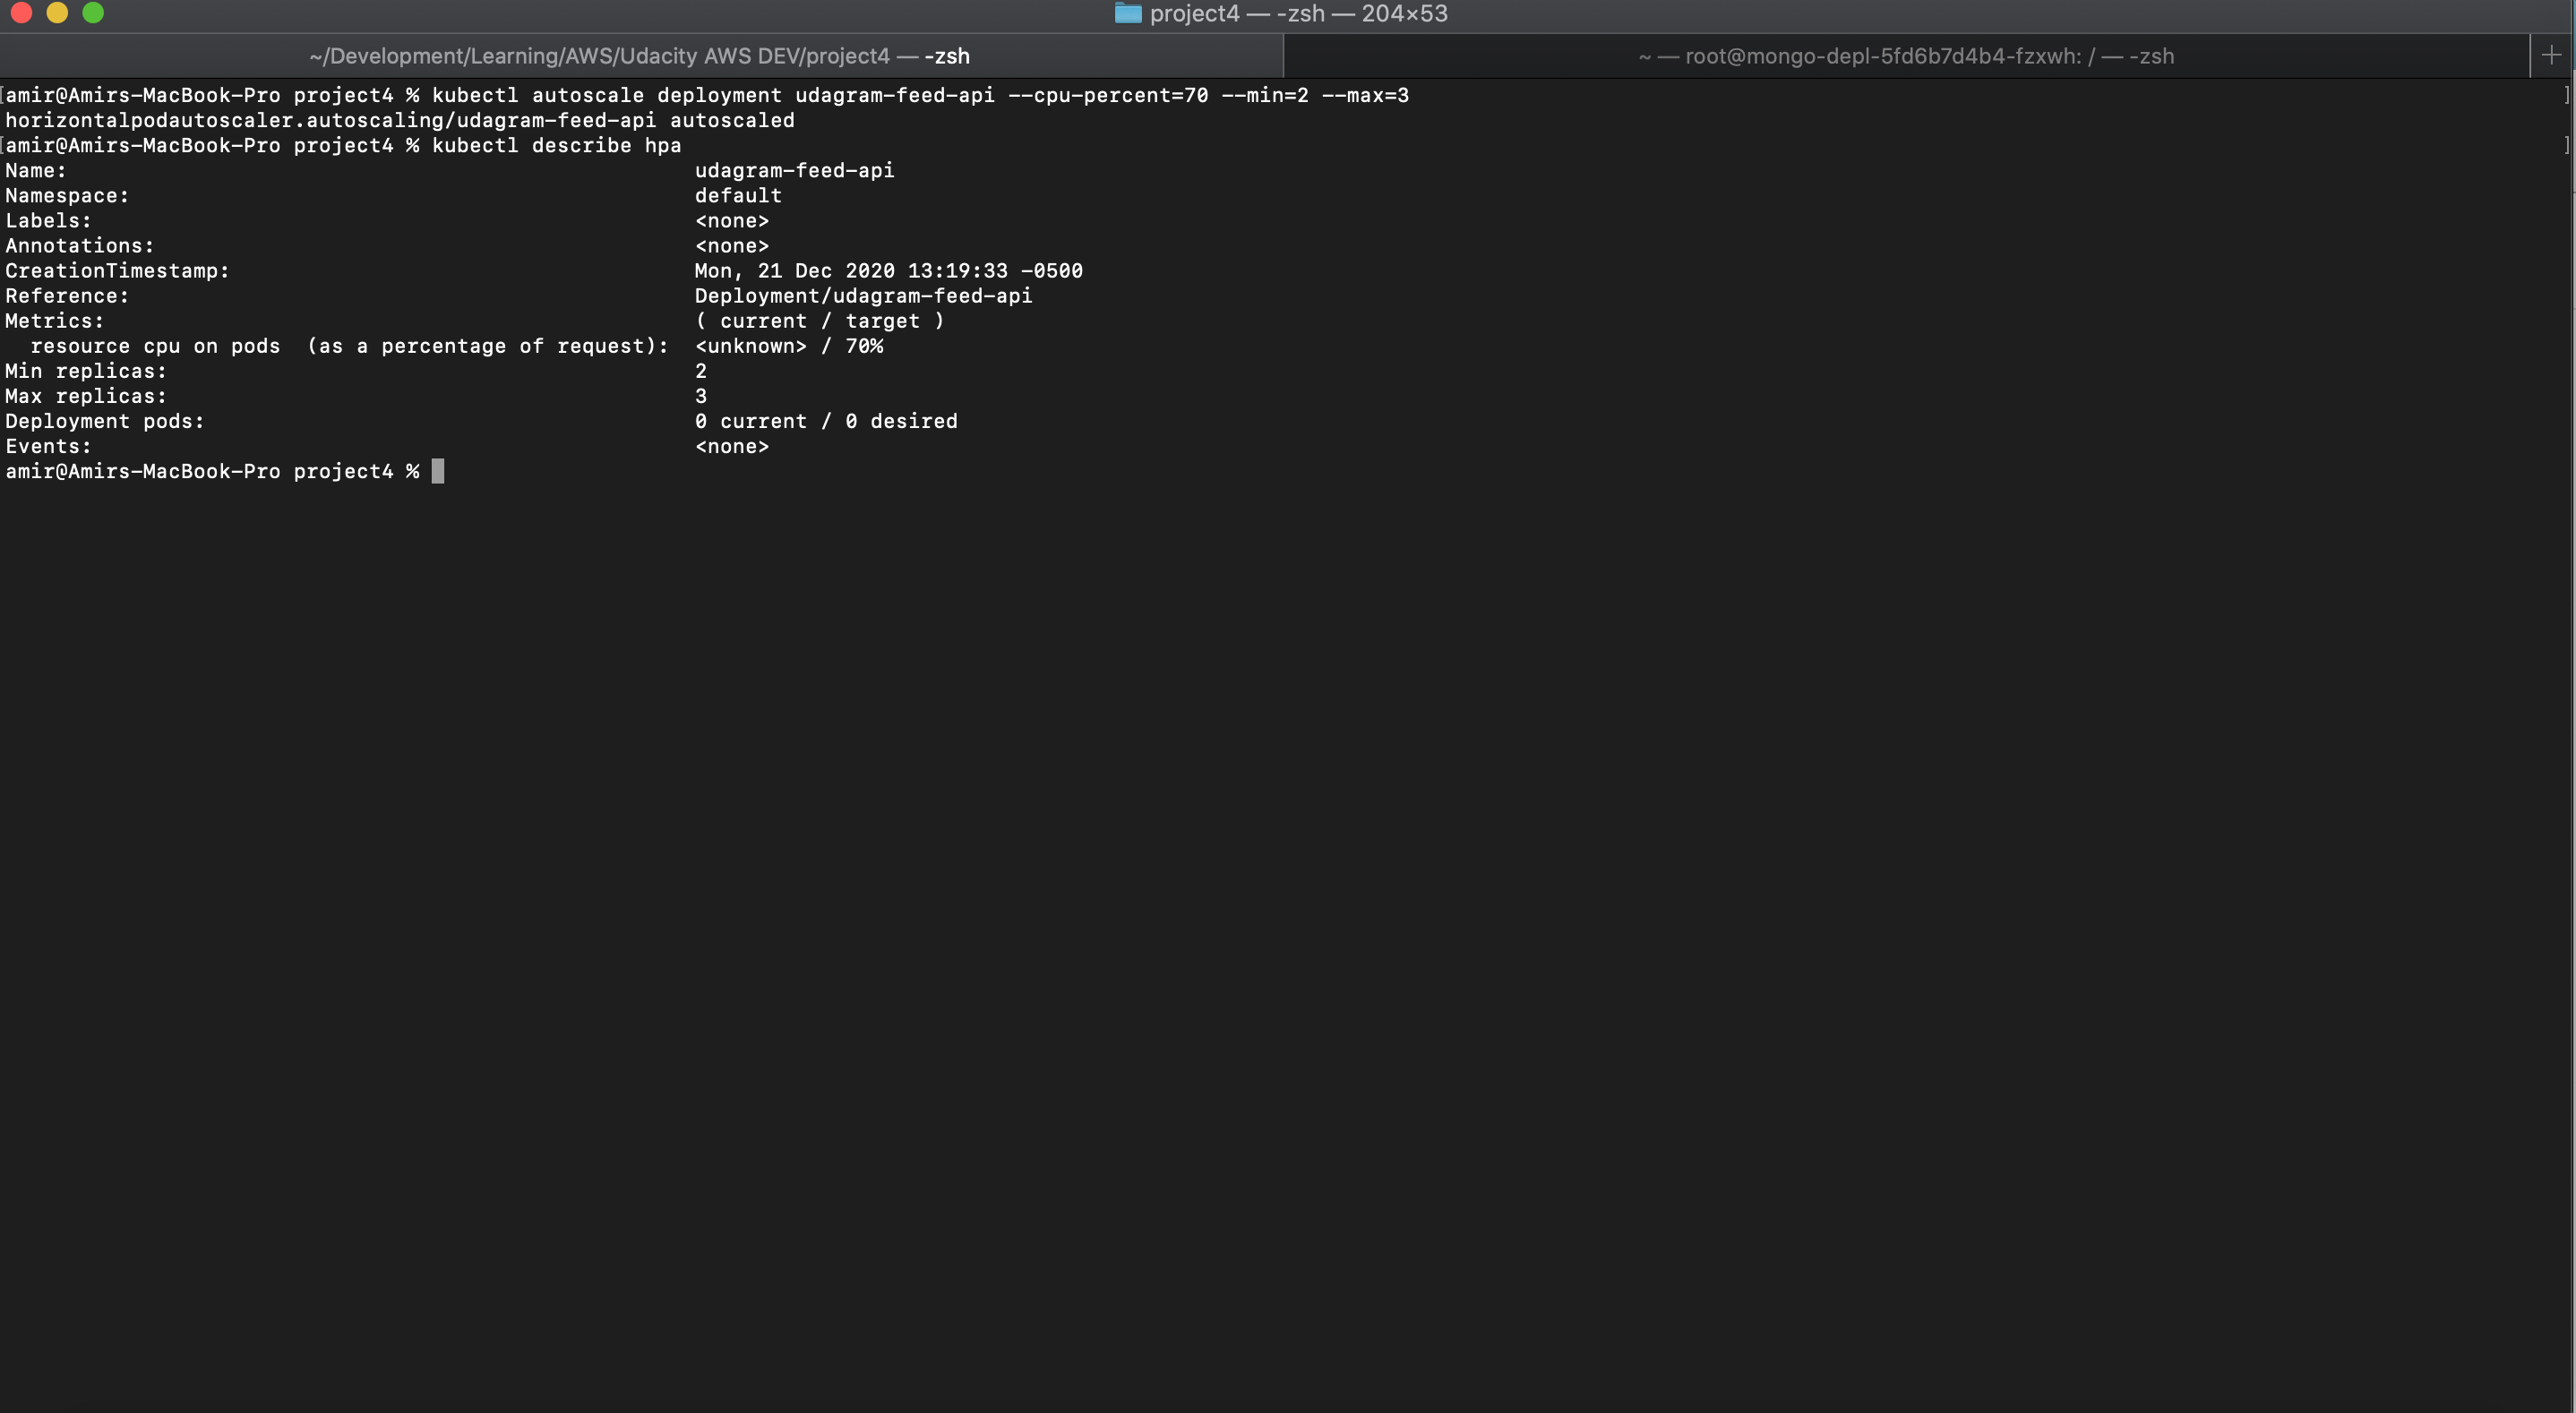 project4 — -zsh — 204×53
~/Development/Learning/AWS/Udacity AWS DEV/project4 — -zsh
~ — root@mongo-depl-5fd6b7d4b4-fzxwh: / — -zsh
[amir@Amirs-MacBook-Pro project4 % kubectl autoscale deployment udagram-feed-api --cpu-percent=70 --min=2 --max=3 ]
horizontalpodautoscaler.autoscaling/udagram-feed-api autoscaled
[amir@Amirs-MacBook-Pro project4 % kubectl describe hpa ]
Name: udagram-feed-api
Namespace: default
Labels: <none>
Annotations: <none>
CreationTimestamp: Mon, 21 Dec 2020 13:19:33 -0500
Reference: Deployment/udagram-feed-api
Metrics: ( current / target )
resource cpu on pods (as a percentage of request): <unknown> / 70%
Min replicas: 2
Max replicas: 3
Deployment pods: 0 current / 0 desired
Events: <none>
amir@Amirs-MacBook-Pro project4 %